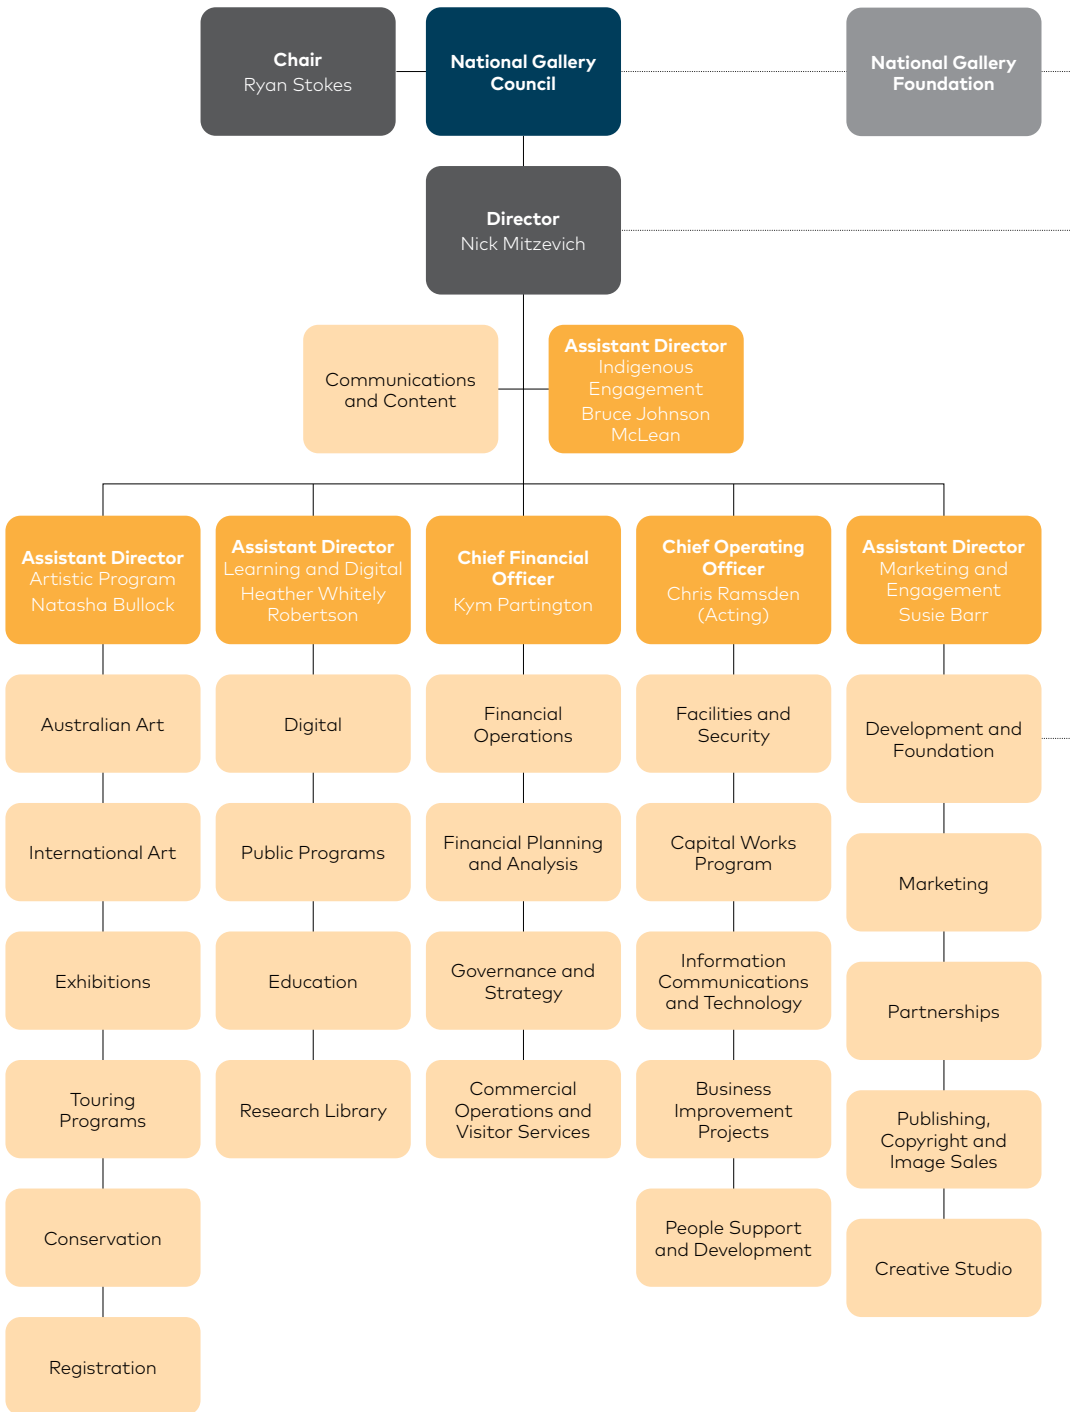 Chair
Ryan Stokes
National Gallery
Council
National Gallery
Foundation
Director
Nick Mitzevich
Communications
and Content
Assistant Director
Indigenous
Engagement
Bruce Johnson
McLean
Assistant Director
Artistic Program
Natasha Bullock
Assistant Director
Learning and Digital
Heather Whitely
Robertson
Chief Financial
Officer
Kym Partington
Chief Operating
Officer
Chris Ramsden
(Acting)
Assistant Director
Marketing and
Engagement
Susie Barr
Australian Art
International Art
Exhibitions
Touring
Programs
Conservation
Registration
Digital
Public Programs
Education
Research Library
Financial
Operations
Financial Planning
and Analysis
Governance and
Strategy
Commercial
Operations and
Visitor Services
Facilities and
Security
Capital Works
Program
Information
Communications
and Technology
Business
Improvement
Projects
People Support
and Development
Development and
Foundation
Marketing
Partnerships
Publishing,
Copyright and
Image Sales
Creative Studio